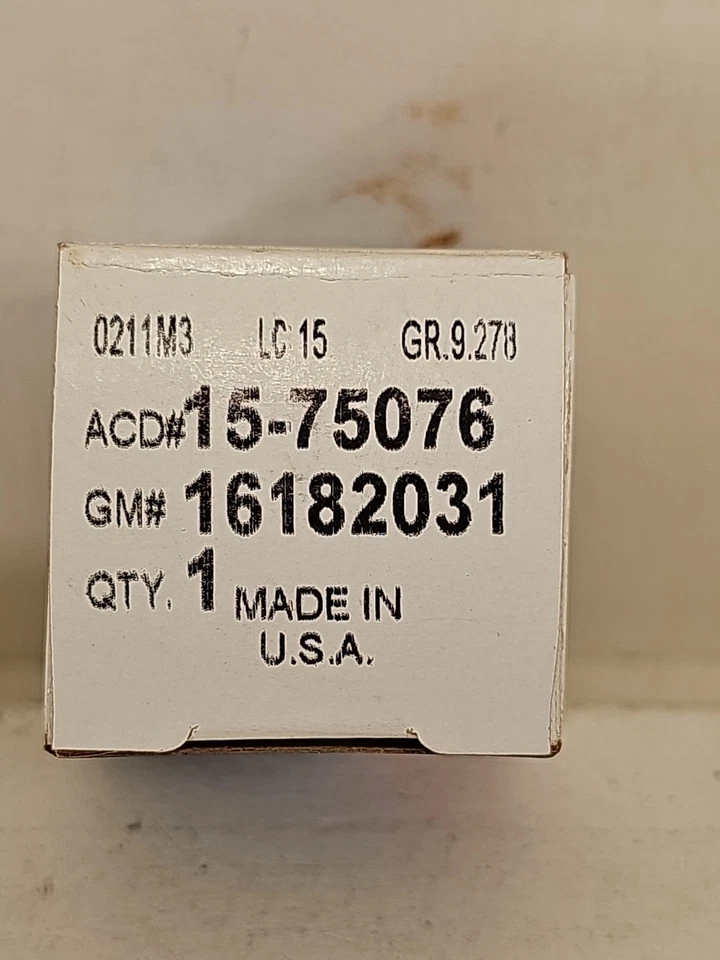 0211M3 LC 15 GR.9.278
ACD#15-75076
GM# 16182031
QTY. 1 MADE IN
U.S.A.